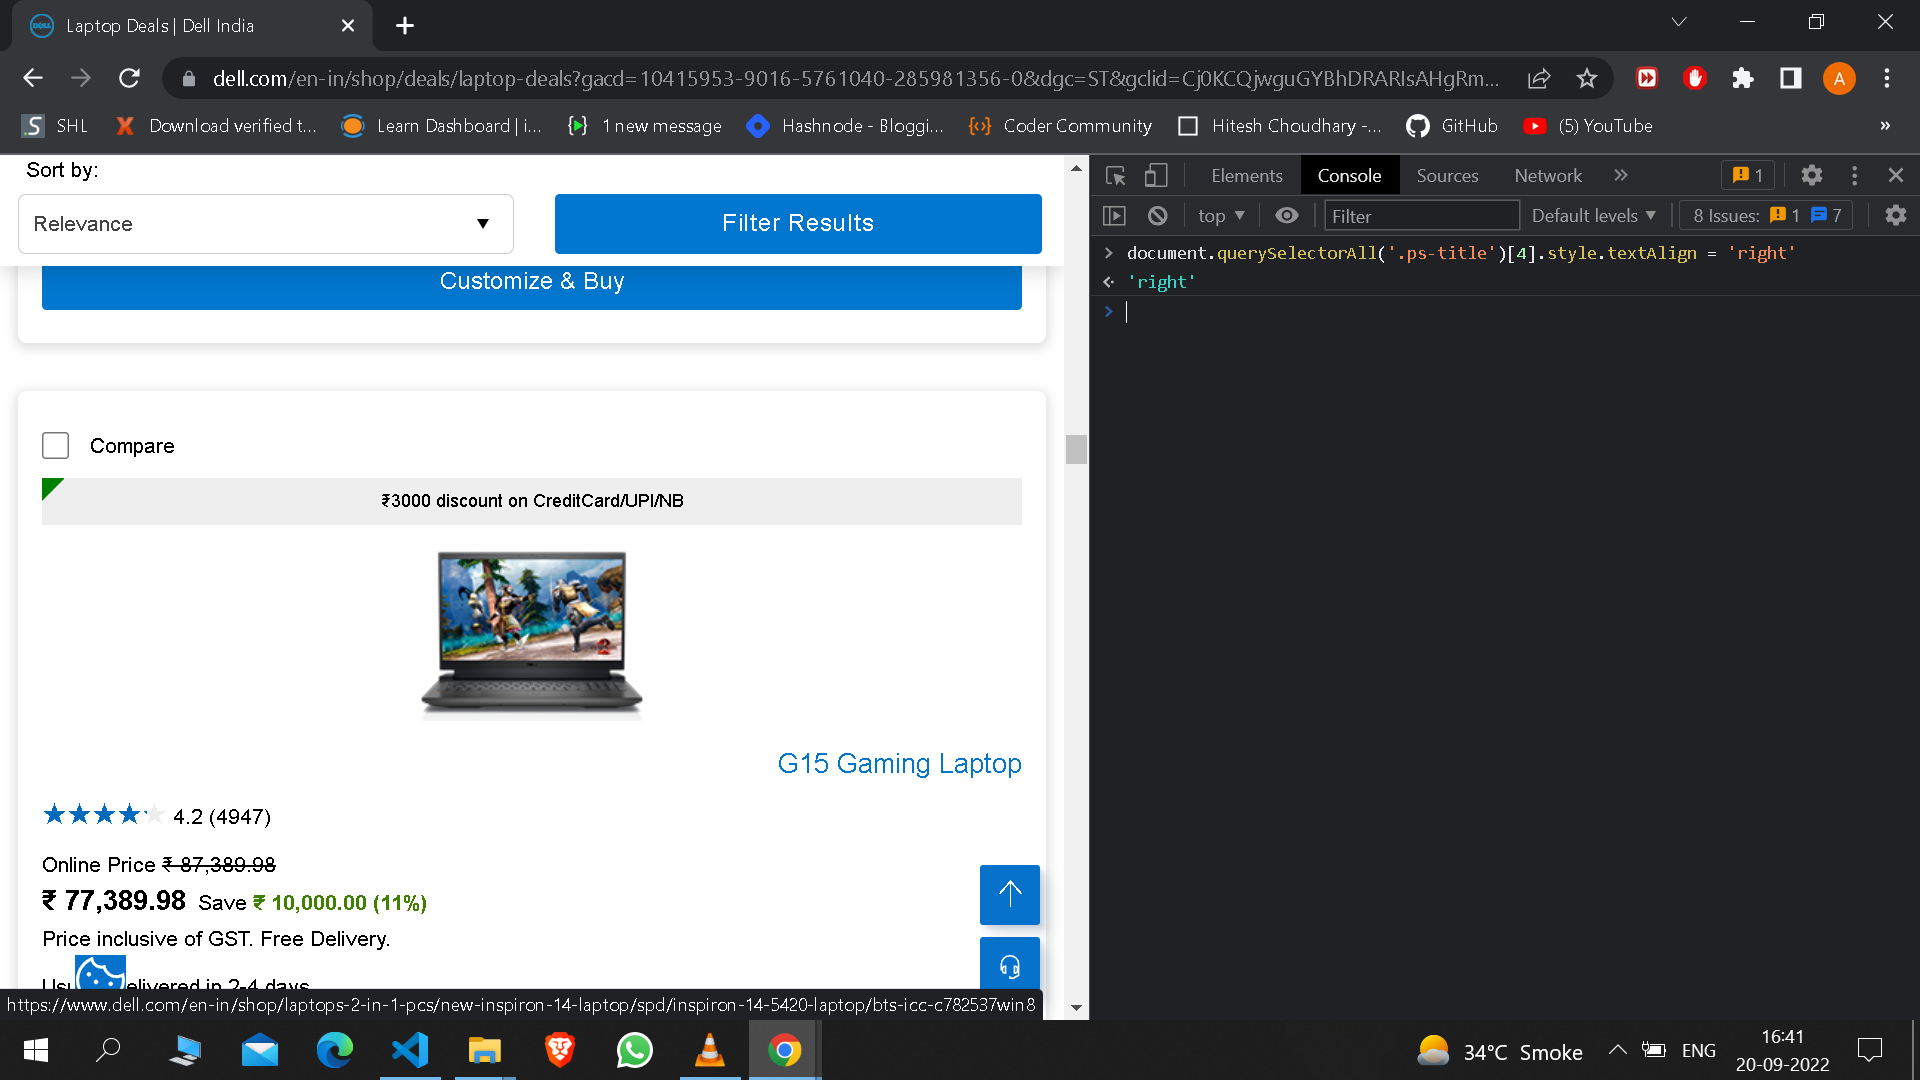 Laptop Deals | Dell India
dell.com/en-in/shop/deals/laptop-deals?gacd=10415953-9016-5761040-285981356-0&dgc=ST&gclid=Cj0KCQjwguGYBhDRARIsAHgRm...
A
SHL
Download verified t...
Learn Dashboard | i...
1 new message
Hashnode - Bloggi...
Coder Community
Hitesh Choudhary -...
GitHub
(5) YouTube
»
Sort by:
Relevance
Filter Results
Customize & Buy
Compare
₹3000 discount on CreditCard/UPI/NB
G15 Gaming Laptop
4.2 (4947)
Online Price ₹ 87,389.98
₹ 77,389.98 Save ₹ 10,000.00 (11%)
Price inclusive of GST. Free Delivery.
elivered in 2-4 days
https://www.dell.com/en-in/shop/laptops-2-in-1-pcs/new-inspiron-14-laptop/spd/inspiron-14-5420-laptop/bts-icc-c782537win8
Elements
Console
Sources
Network
»
1
top
Filter
Default levels
8 Issues: 1 7
document.querySelectorAll('.ps-title')[4].style.textAlign = 'right'
'right'
34°C Smoke
ENG
16:41
20-09-2022